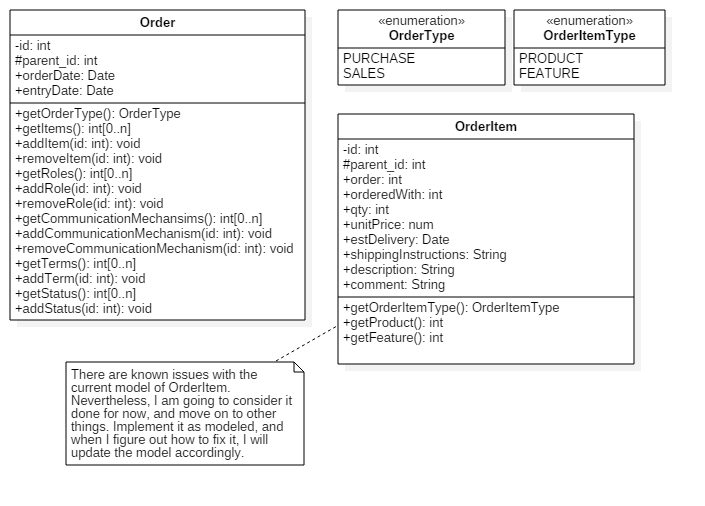 Order
-id: int
#parent_id: int
+orderDate: Date
+entryDate: Date
+getOrderType(): OrderType
+getItems(): int[0..n]
+addItem(id: int): void
+removeItem(id: int): void
+getRoles(): int[0..n]
+addRole(id: int): void
+removeRole(id: int): void
+getCommunicationMechansims(): int[0..n]
+addCommunicationMechanism(id: int): void
+removeCommunicationMechanism(id: int): void
+getTerms(): int[0..n]
+addTerm(id: int): void
+getStatus(): int[0..n]
+addStatus(id: int): void
«enumeration»
OrderType
PURCHASE
SALES
«enumeration»
OrderItemType
PRODUCT
FEATURE
OrderItem
-id: int
#parent_id: int
+order: int
+orderedWith: int
+qty: int
+unitPrice: num
+estDelivery: Date
+shippingInstructions: String
+description: String
+comment: String
+getOrderItemType(): OrderItemType
+getProduct(): int
+getFeature(): int
There are known issues with the
current model of OrderItem.
Nevertheless, I am going to consider it
done for now, and move on to other
things. Implement it as modeled, and
when I figure out how to fix it, I will
update the model accordingly.